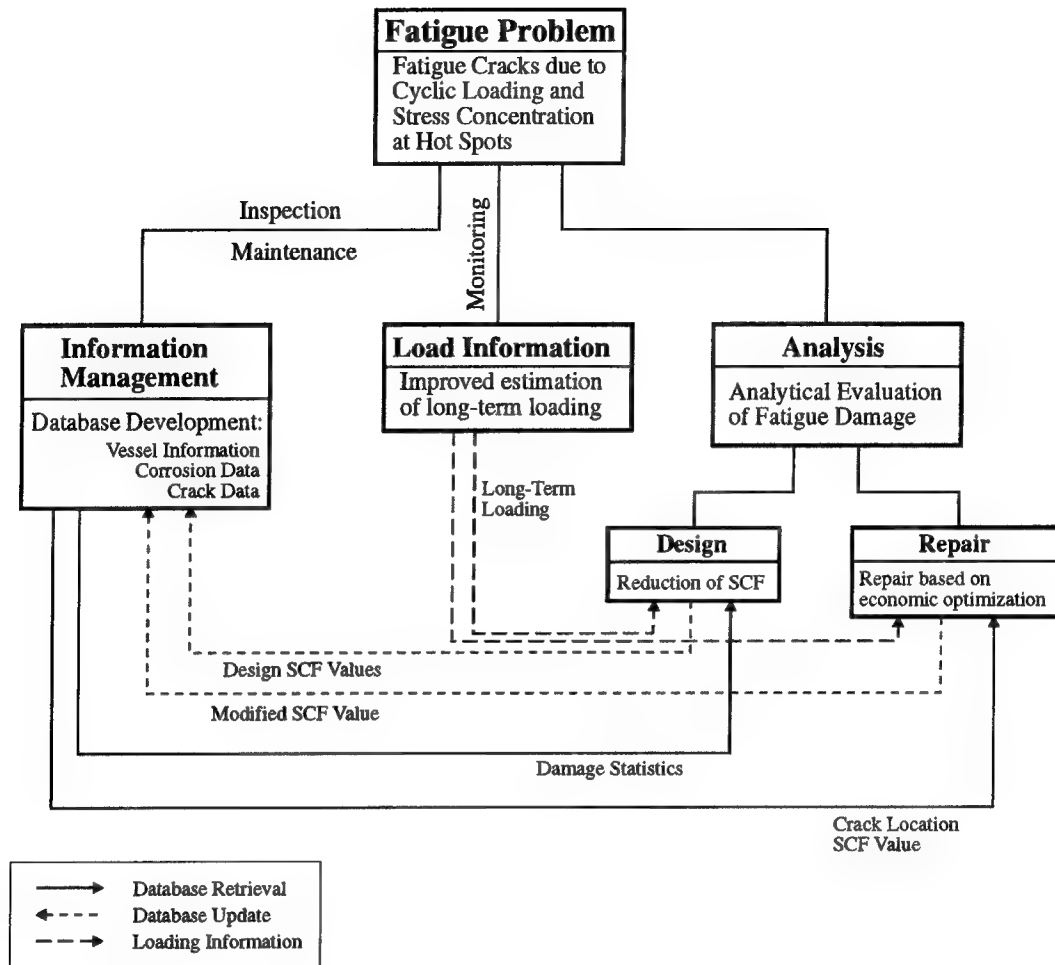 Fatigue Problem
Fatigue Cracks due to
Cyclic Loading and
Stress Concentration
at Hot Spots
Inspection
Maintenance
Monitoring
Information
Management
Database Development:
Vessel Information
Corrosion Data
Crack Data
Load Information
Improved estimation
of long-term loading
Analysis
Analytical Evaluation
of Fatigue Damage
Long-Term
Loading
Design
Reduction of SCF
Repair
Repair based on
economic optimization
Design SCF Values
Modified SCF Value
Damage Statistics
Crack Location
SCF Value
Database Retrieval
Database Update
Loading Information